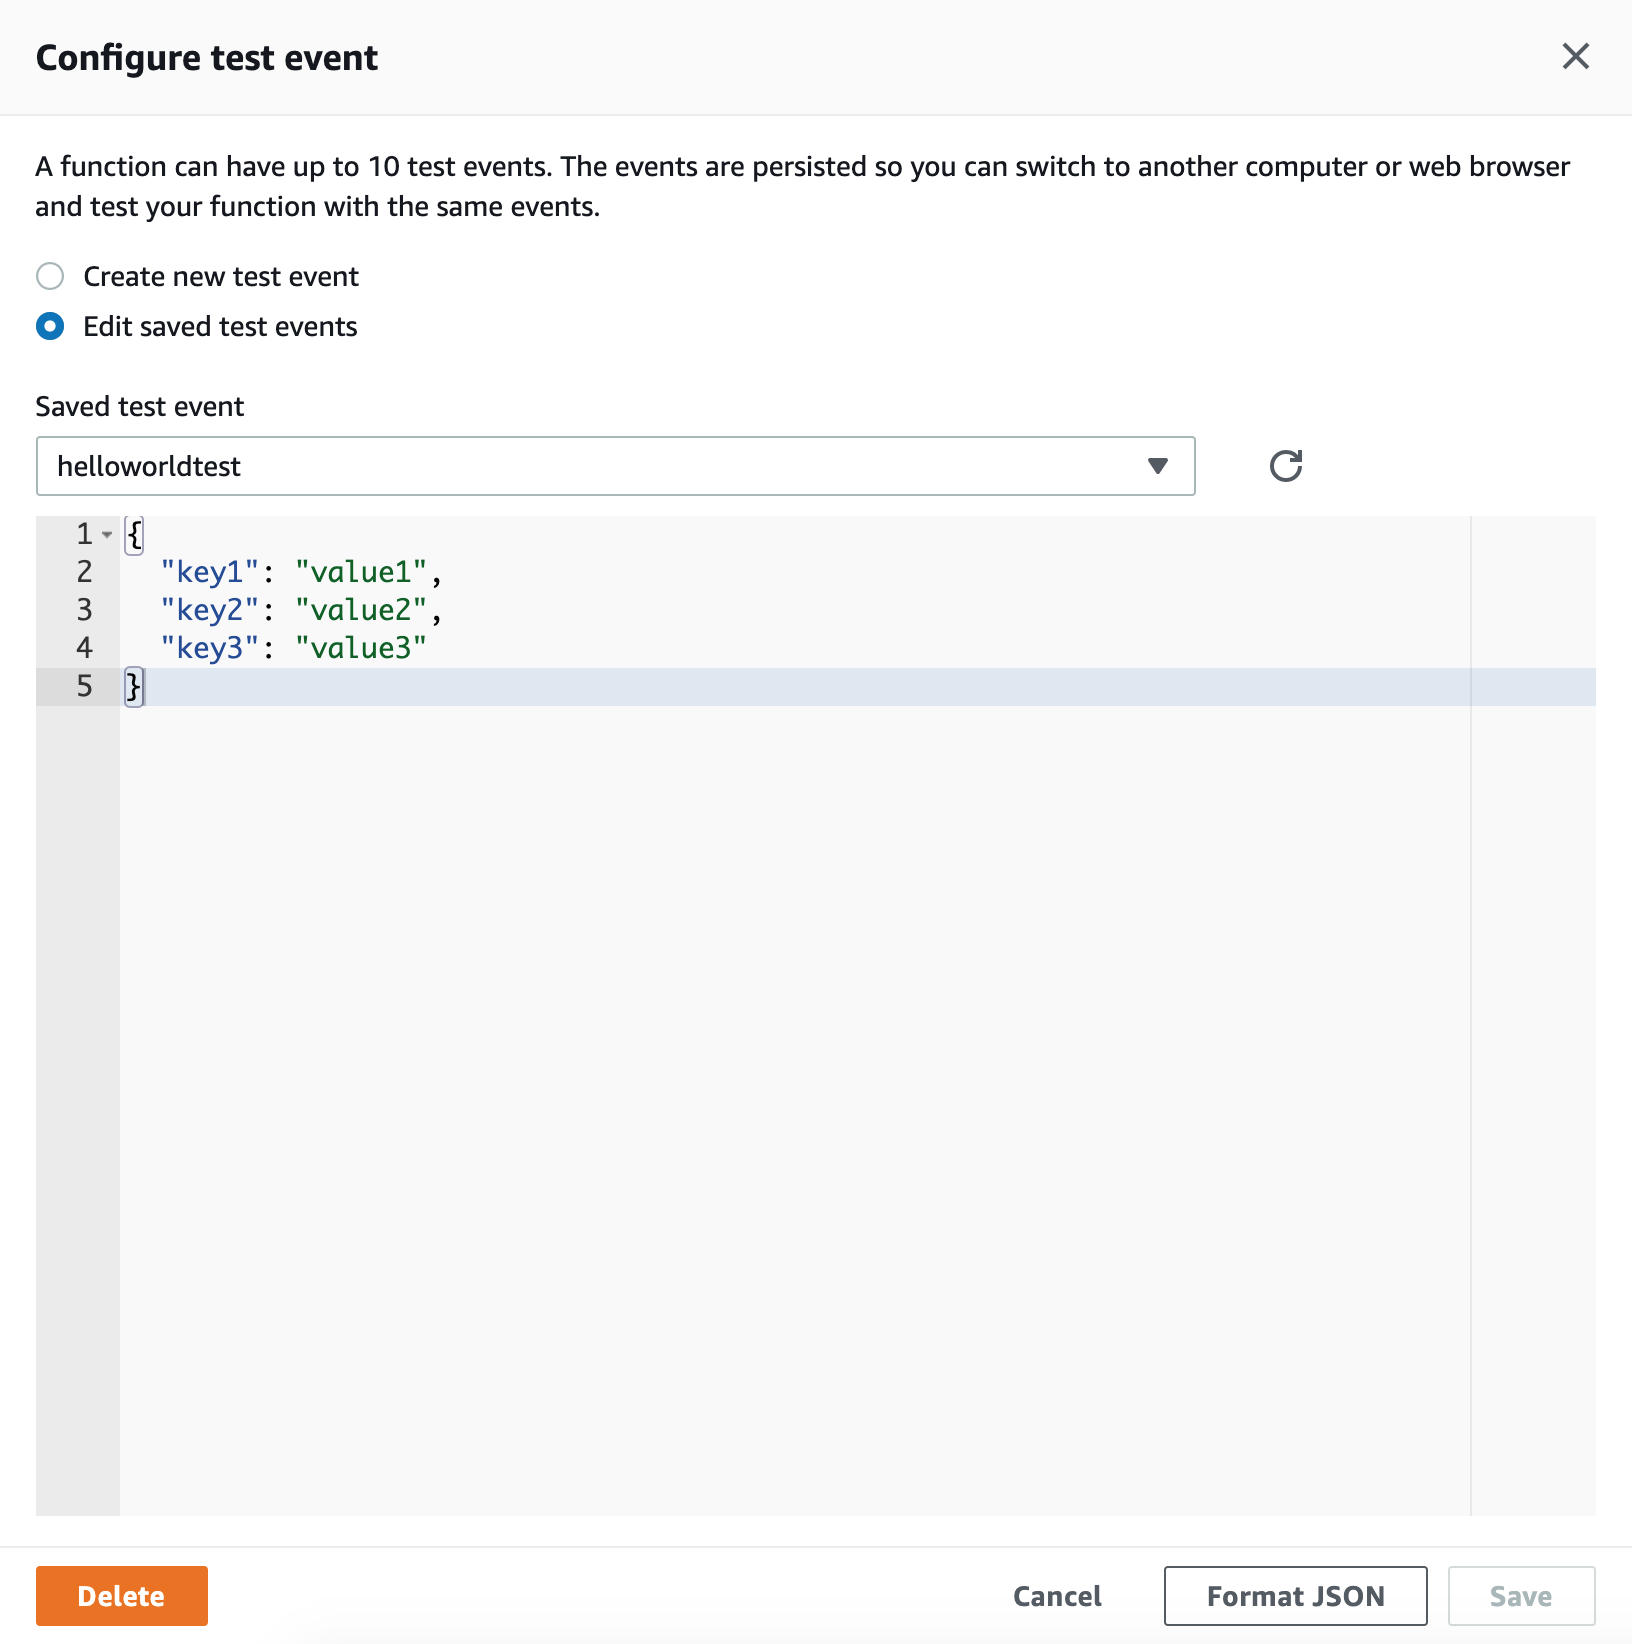 Configure test event
A function can have up to 10 test events. The events are persisted so you can switch to another computer or web browser
and test your function with the same events.
Create new test event
Edit saved test events
Saved test event
helloworldtest
1 {
2 "key1": "value1",
3 "key2": "value2",
4 "key3": "value3"
5 }
Delete Cancel Format JSON Save